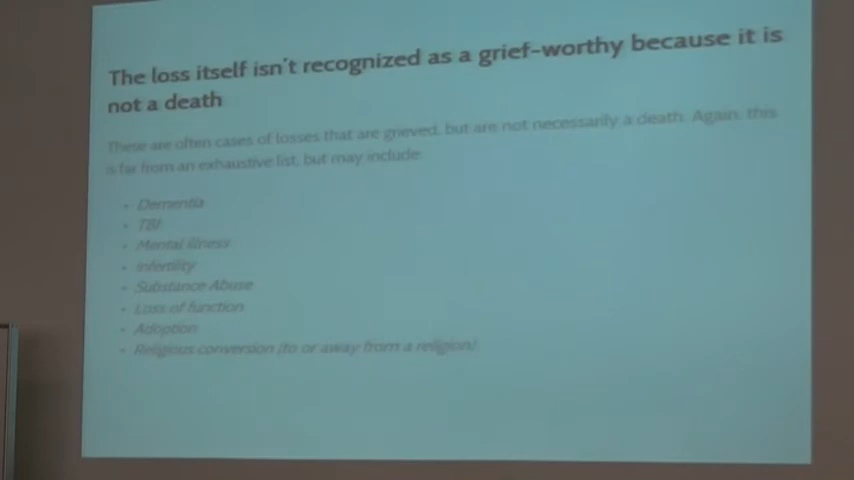 The loss itself isn't recognized as a grief-worthy because it is
not a death
These are often cases of losses that are grieved, but are not necessarily a death. Again, this
is far from an exhaustive list, but may include:
• Dementia
• TBI
• Mental illness
• Infertility
• Substance Abuse
• Loss of function
• Adoption
• Religious conversion (to or away from a religion)